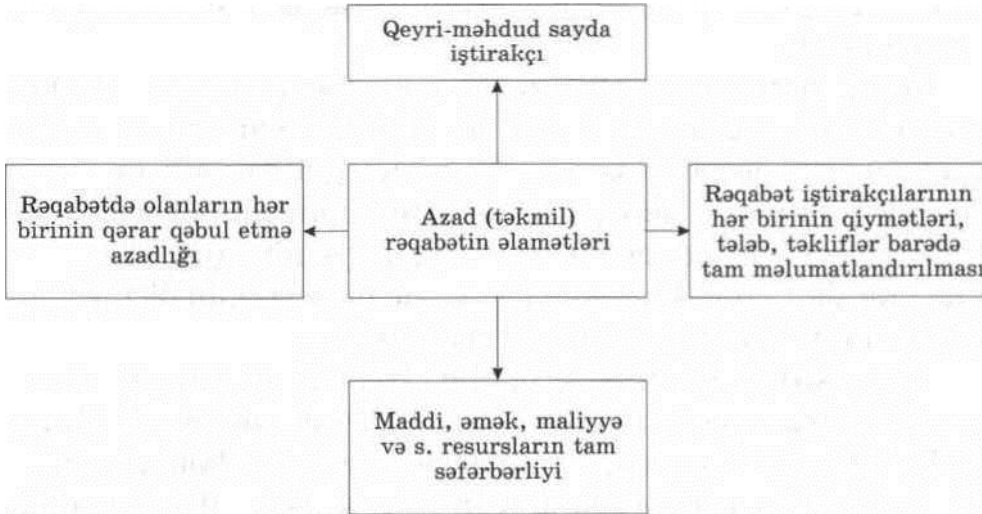 Qeyri-məhdud sayda
iştirakçı
Rəqabətdə olanların hər
birinin qərar qəbul etmə
azadlığı
Azad (təkmil)
rəqabətin əlamətləri
Rəqabət iştirakçılarının
hər birinin qiymətləri,
tələb, təkliflər barədə
tam məlumatlandırılması
Maddi, əmək, maliyyə
və s. resursların tam
səfərbərliyi